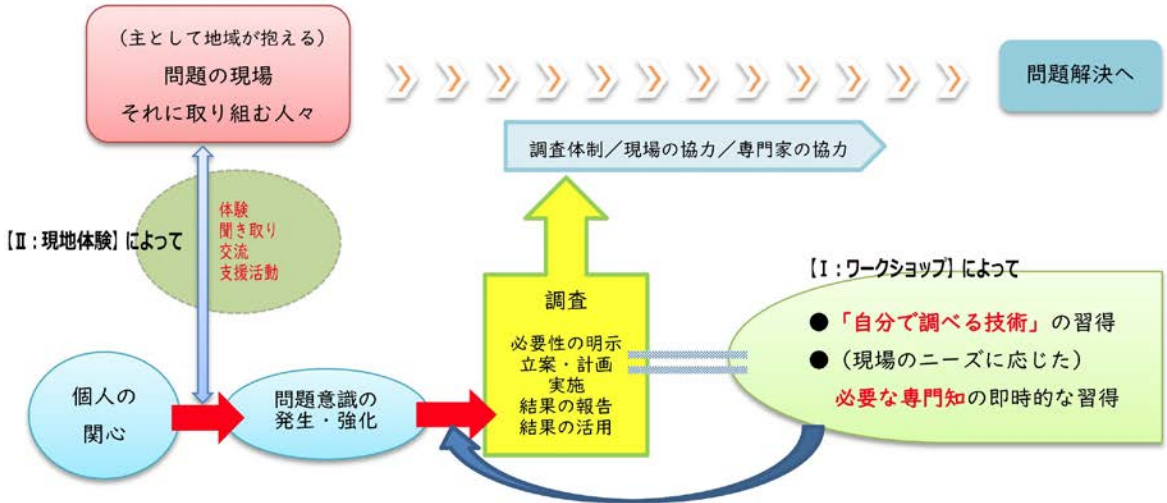 (主として地域が抱える)
問題の現場
それに取り組む人々
問題解決へ
調査体制/現場の協力/専門家の協力
【Ⅱ:現地体験】によって
体験
聞き取り
交流
支援活動
【Ⅰ:ワークショップ】によって
●「自分で調べる技術」の習得
●(現場のニーズに応じた)
必要な専門知の即時的な習得
調査
必要性の明示
立案・計画
実施
結果の報告
結果の活用
個人の
関心
問題意識の
発生・強化